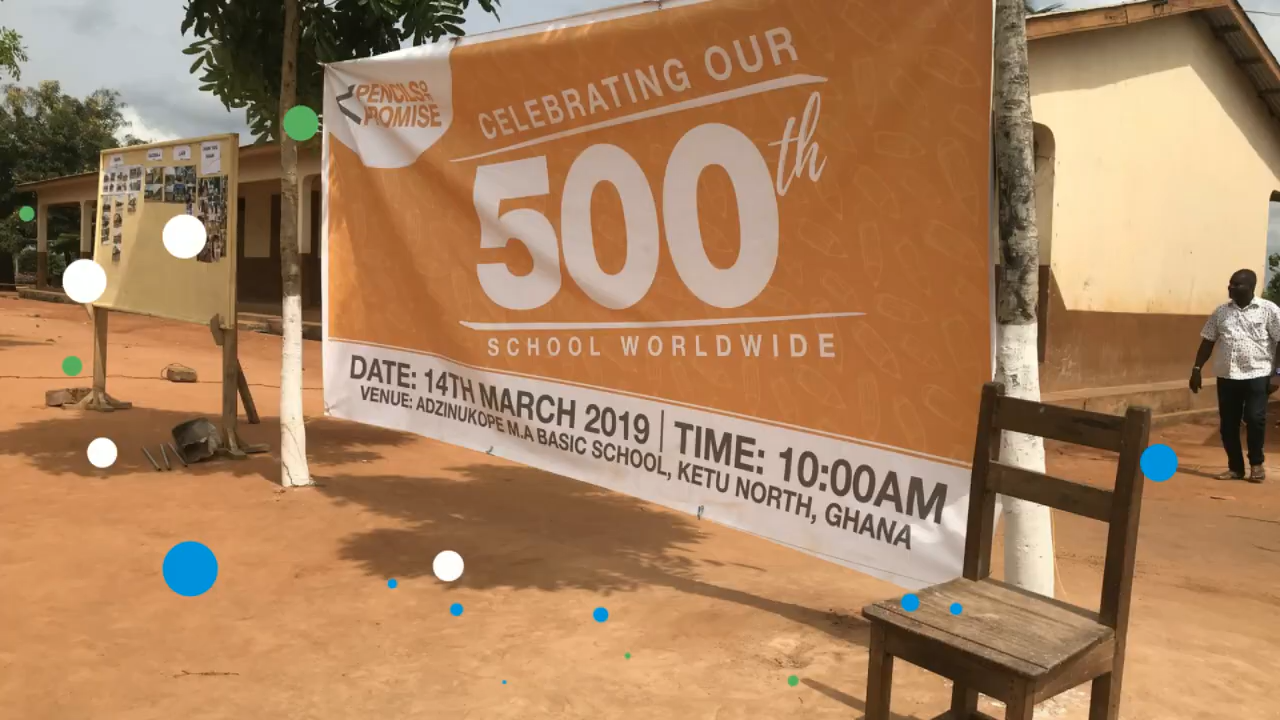 PENCILS OF
PROMISE
CELEBRATING OUR
500th
SCHOOL WORLDWIDE
DATE: 14TH MARCH 2019 | TIME: 10:00AM
VENUE: ADZINUKOPE M.A BASIC SCHOOL, KETU NORTH, GHANA